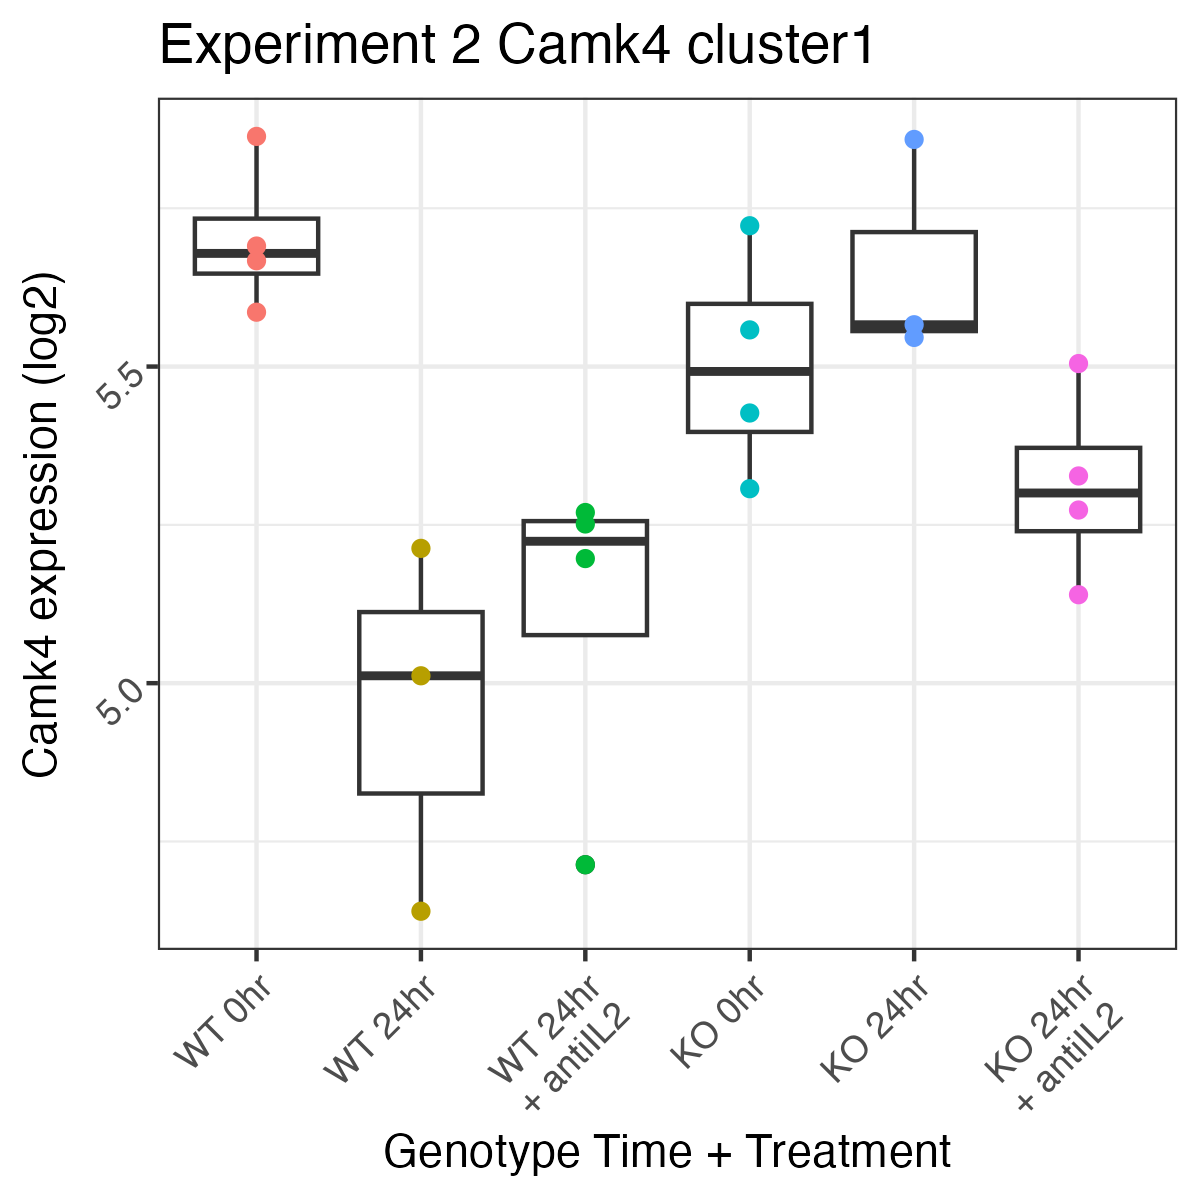 Experiment 2 Camk4 cluster1
Camk4 expression (log2)
5.5
5.0
WT 0hr
WT 24hr
WT 24hr
+ antiIL2
KO 0hr
KO 24hr
KO 24hr
+ antiIL2
Genotype Time + Treatment